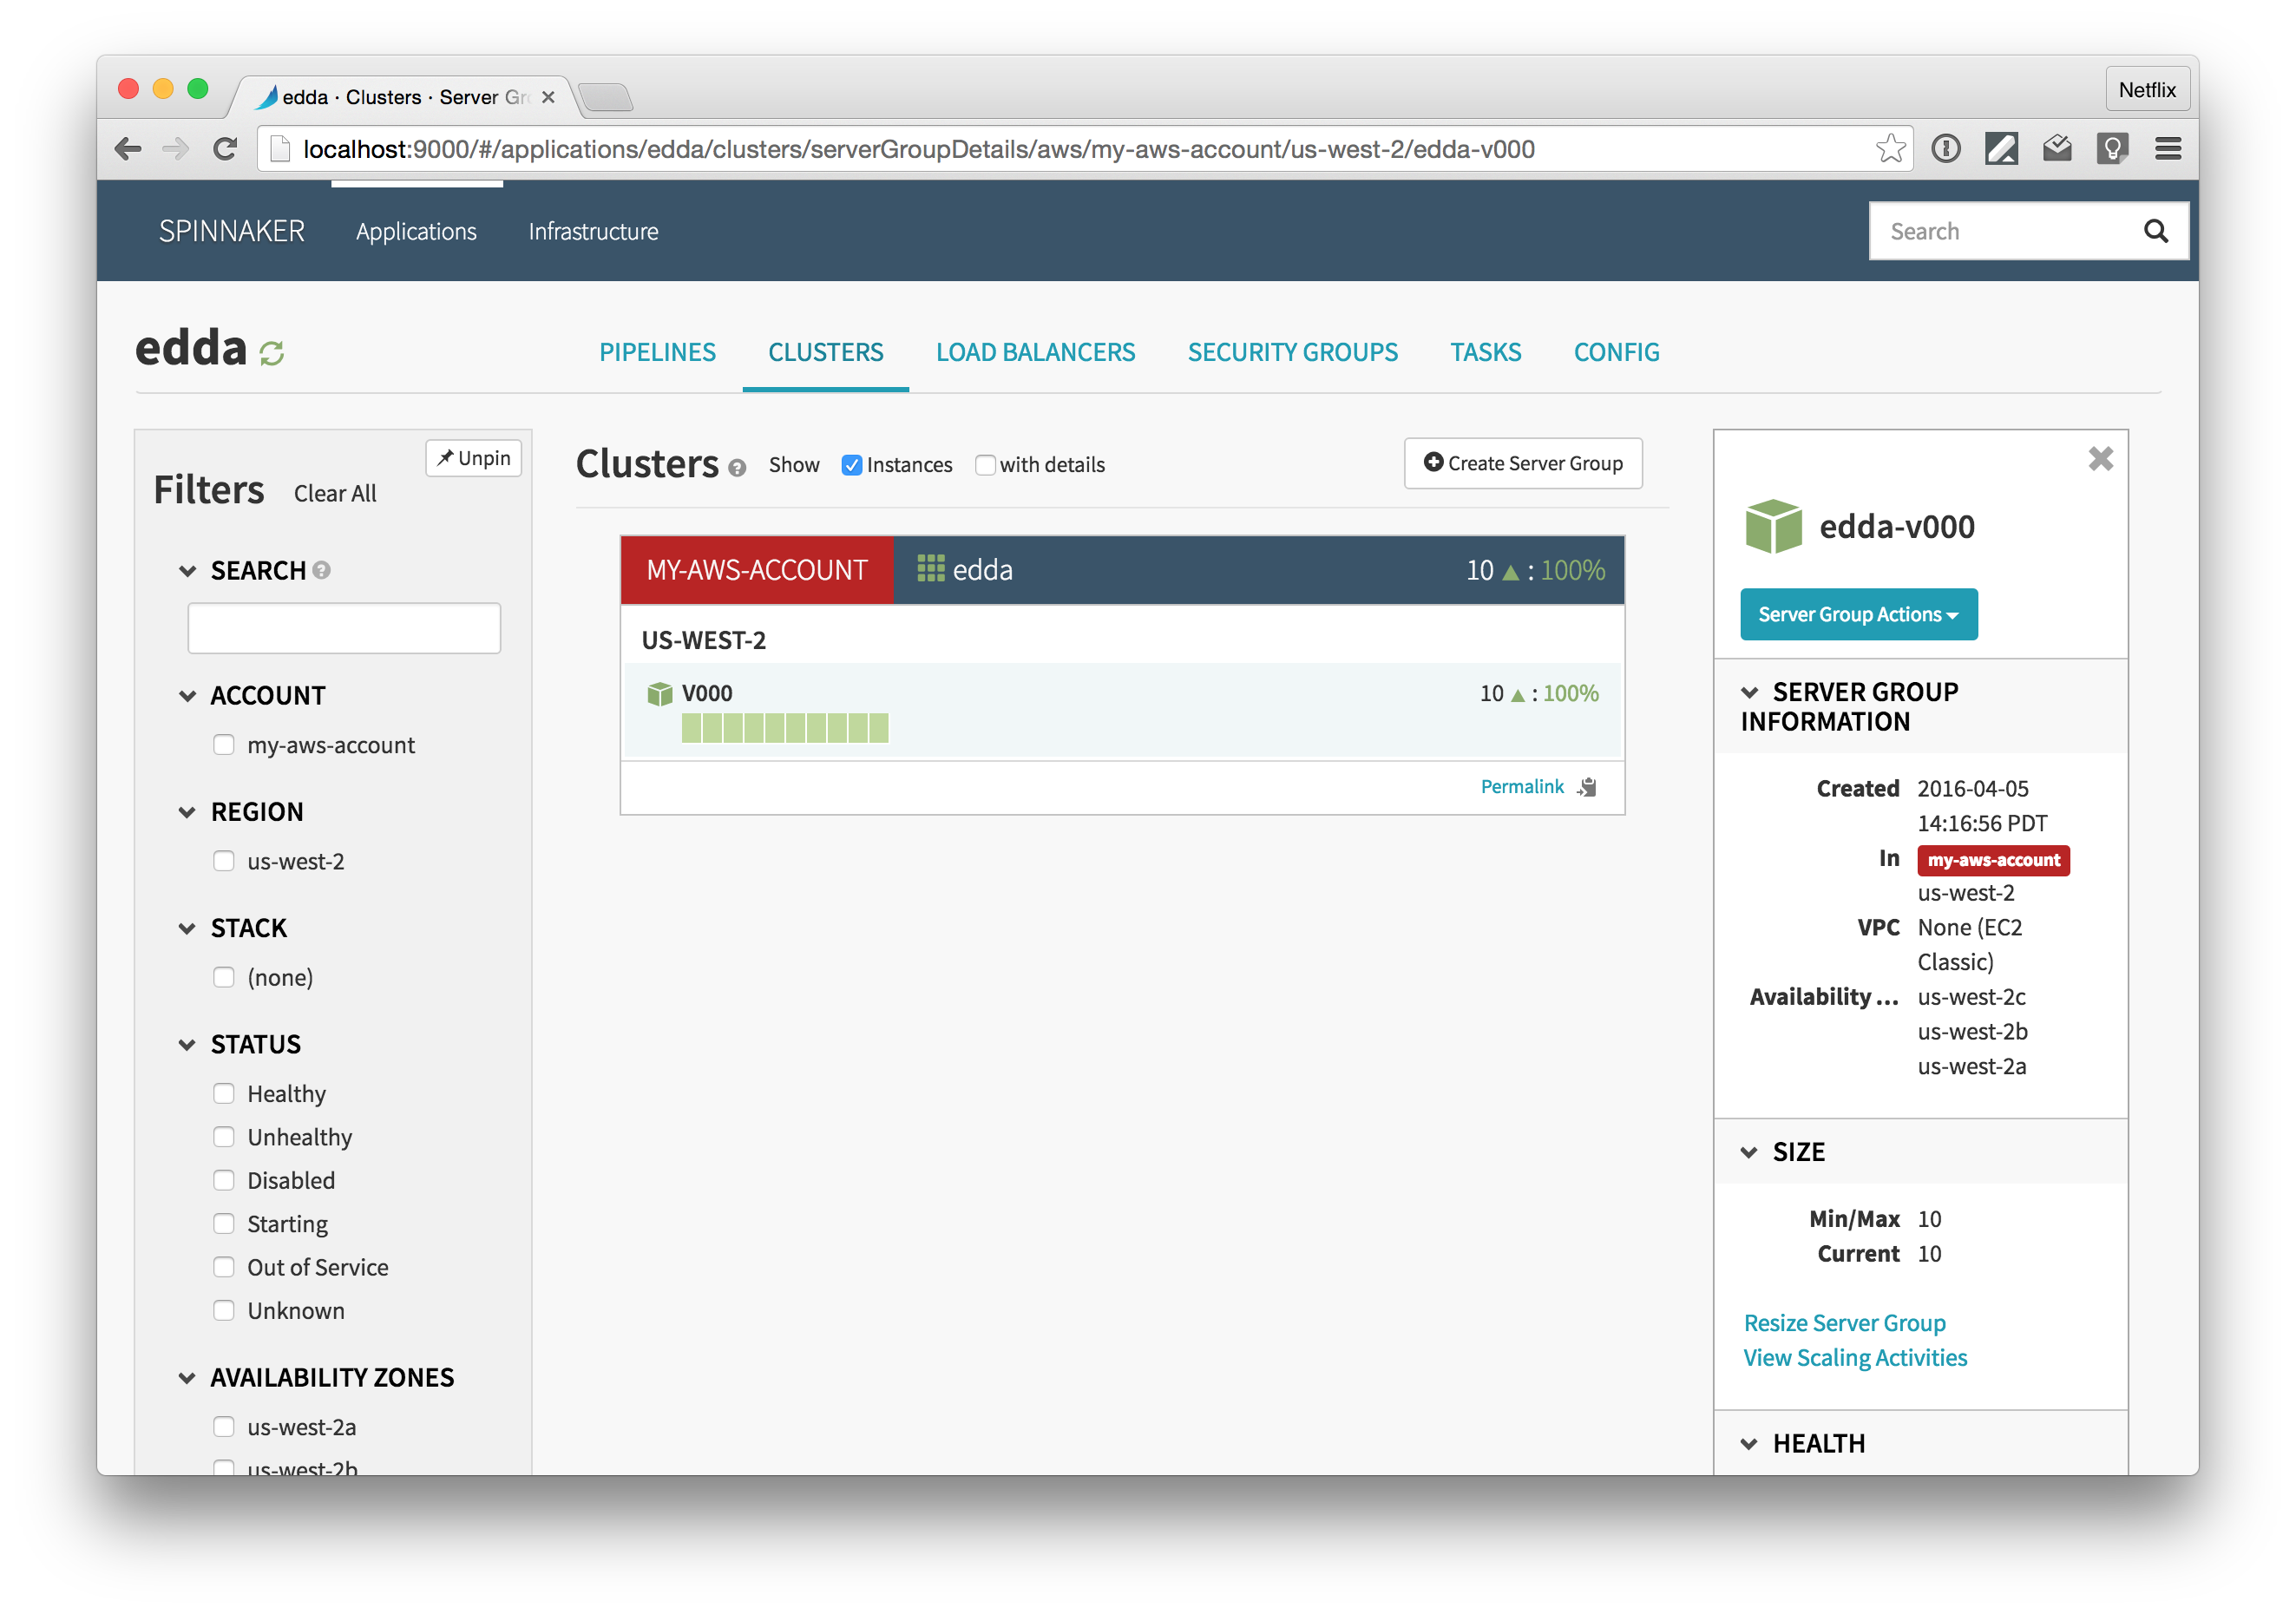 edda · Clusters · Server Gro
Netflix
localhost:9000/#/applications/edda/clusters/serverGroupDetails/aws/my-aws-account/us-west-2/edda-v000
SPINNAKER Applications Infrastructure Search
edda PIPELINES CLUSTERS LOAD BALANCERS SECURITY GROUPS TASKS CONFIG
Unpin
Filters Clear All
SEARCH
ACCOUNT
my-aws-account
REGION
us-west-2
STACK
(none)
STATUS
Healthy
Unhealthy
Disabled
Starting
Out of Service
Unknown
AVAILABILITY ZONES
us-west-2a
us-west-2b
Clusters ? Show Instances with details Create Server Group
MY-AWS-ACCOUNT edda 10 ▲ : 100%
US-WEST-2
V000 10 ▲ : 100%
Permalink
edda-v000
Server Group Actions
SERVER GROUP
INFORMATION
Created 2016-04-05
14:16:56 PDT
In my-aws-account
us-west-2
VPC None (EC2
Classic)
Availability ... us-west-2c
us-west-2b
us-west-2a
SIZE
Min/Max 10
Current 10
Resize Server Group
View Scaling Activities
HEALTH